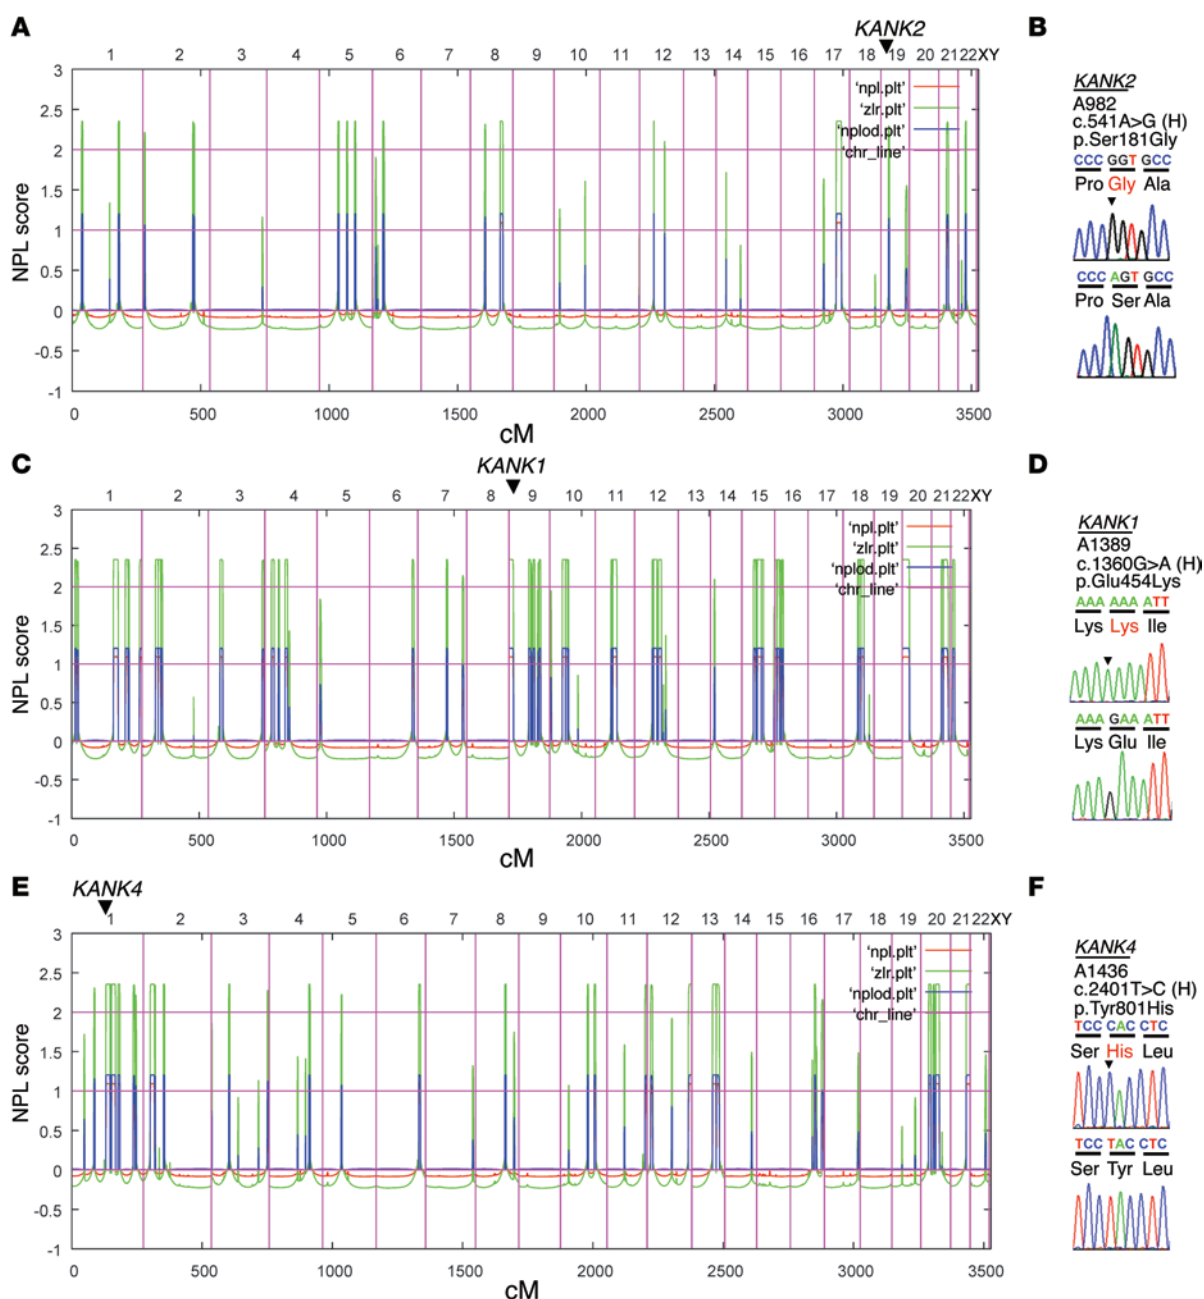 A
KANK2
B
1 2 3 4 5 6 7 8 9 10 11 12 13 14 15 16 17 18 19 20 21 22 XY
3
2.5
2
1.5
1
0.5
0
-0.5
-1
NPL score
'npl.plt'
'zlr.plt'
'nplod.plt'
'chr_line'
0 500 1000 1500 2000 2500 3000 3500
cM
KANK2
A982
c.541A>G (H)
p.Ser181Gly
CCC GGT GCC
Pro Gly Ala
CCC AGT GCC
Pro Ser Ala
C
KANK1
D
1 2 3 4 5 6 7 8 9 10 11 12 13 14 15 16 17 18 19 20 21 22 XY
3
2.5
2
1.5
1
0.5
0
-0.5
-1
NPL score
'npl.plt'
'zlr.plt'
'nplod.plt'
'chr_line'
0 500 1000 1500 2000 2500 3000 3500
cM
KANK1
A1389
c.1360G>A (H)
p.Glu454Lys
AAA AAA ATT
Lys Lys Ile
AAA GAA ATT
Lys Glu Ile
E
KANK4
F
1 2 3 4 5 6 7 8 9 10 11 12 13 14 15 16 17 18 19 20 21 22 XY
3
2.5
2
1.5
1
0.5
0
-0.5
-1
NPL score
'npl.plt'
'zlr.plt'
'nplod.plt'
'chr_line'
0 500 1000 1500 2000 2500 3000 3500
cM
KANK4
A1436
c.2401T>C (H)
p.Tyr801His
TCC CAC CTC
Ser His Leu
TCC TAC CTC
Ser Tyr Leu